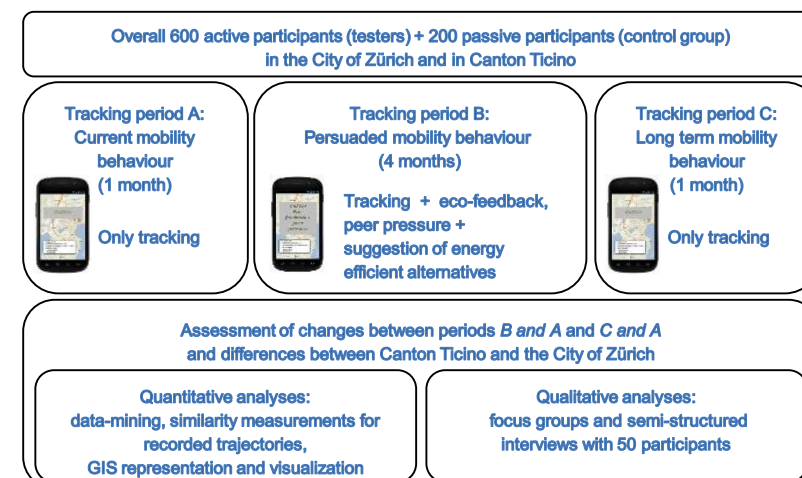 Overall 600 active participants (testers) + 200 passive participants (control group)
in the City of Zürich and in Canton Ticino
Tracking period A:
Current mobility
behaviour
(1 month)
Only tracking
Tracking period B:
Persuaded mobility behaviour
(4 months)
Tracking + eco-feedback,
peer pressure +
suggestion of energy
efficient alternatives
Tracking period C:
Long term mobility
behaviour
(1 month)
Only tracking
Assessment of changes between periods B and A and C and A
and differences between Canton Ticino and the City of Zürich
Quantitative analyses:
data-mining, similarity measurements for
recorded trajectories,
GIS representation and visualization
Qualitative analyses:
focus groups and semi-structured
interviews with 50 participants